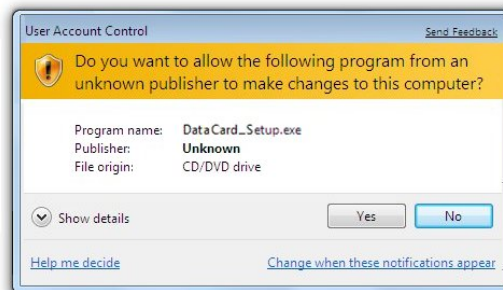 User Account Control
Send Feedback
Do you want to allow the following program from an
unknown publisher to make changes to this computer?
Program name: DataCard_Setup.exe
Publisher: Unknown
File origin: CD/DVD drive
Show details
Yes
No
Help me decide
Change when these notifications appear